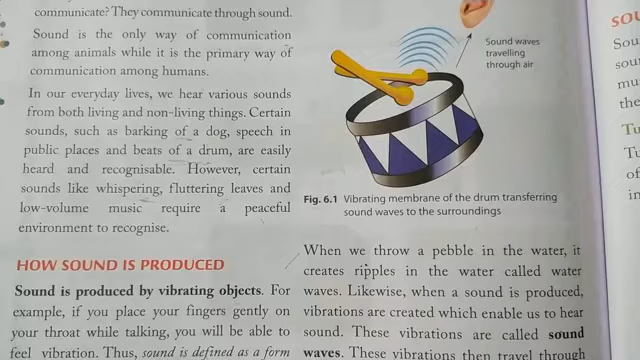 communicate? They communicate through sound.
Sound is the only way of communication
among animals while it is the primary way of
communication among humans.
In our everyday lives, we hear various sounds
from both living and non-living things. Certain
sounds, such as barking of a dog, speech in
public places and beats of a drum, are easily
heard and recognisable. However, certain
sounds like whispering, fluttering leaves and
low-volume music require a peaceful
environment to recognise.
HOW SOUND IS PRODUCED
Sound is produced by vibrating objects. For
example, if you place your fingers gently on
your throat while talking, you will be able to
feel vibration. Thus, sound is defined as a form
Sound waves
travelling
through air
Fig. 6.1 Vibrating membrane of the drum transferring
sound waves to the surroundings
When we throw a pebble in the water, it
creates ripples in the water called water
waves. Likewise, when a sound is produced,
vibrations are created which enable us to hear
sound. These vibrations are called sound
waves. These vibrations then travel through
SOU
Sou
sou
mu
the
Tu
Tu
of
in